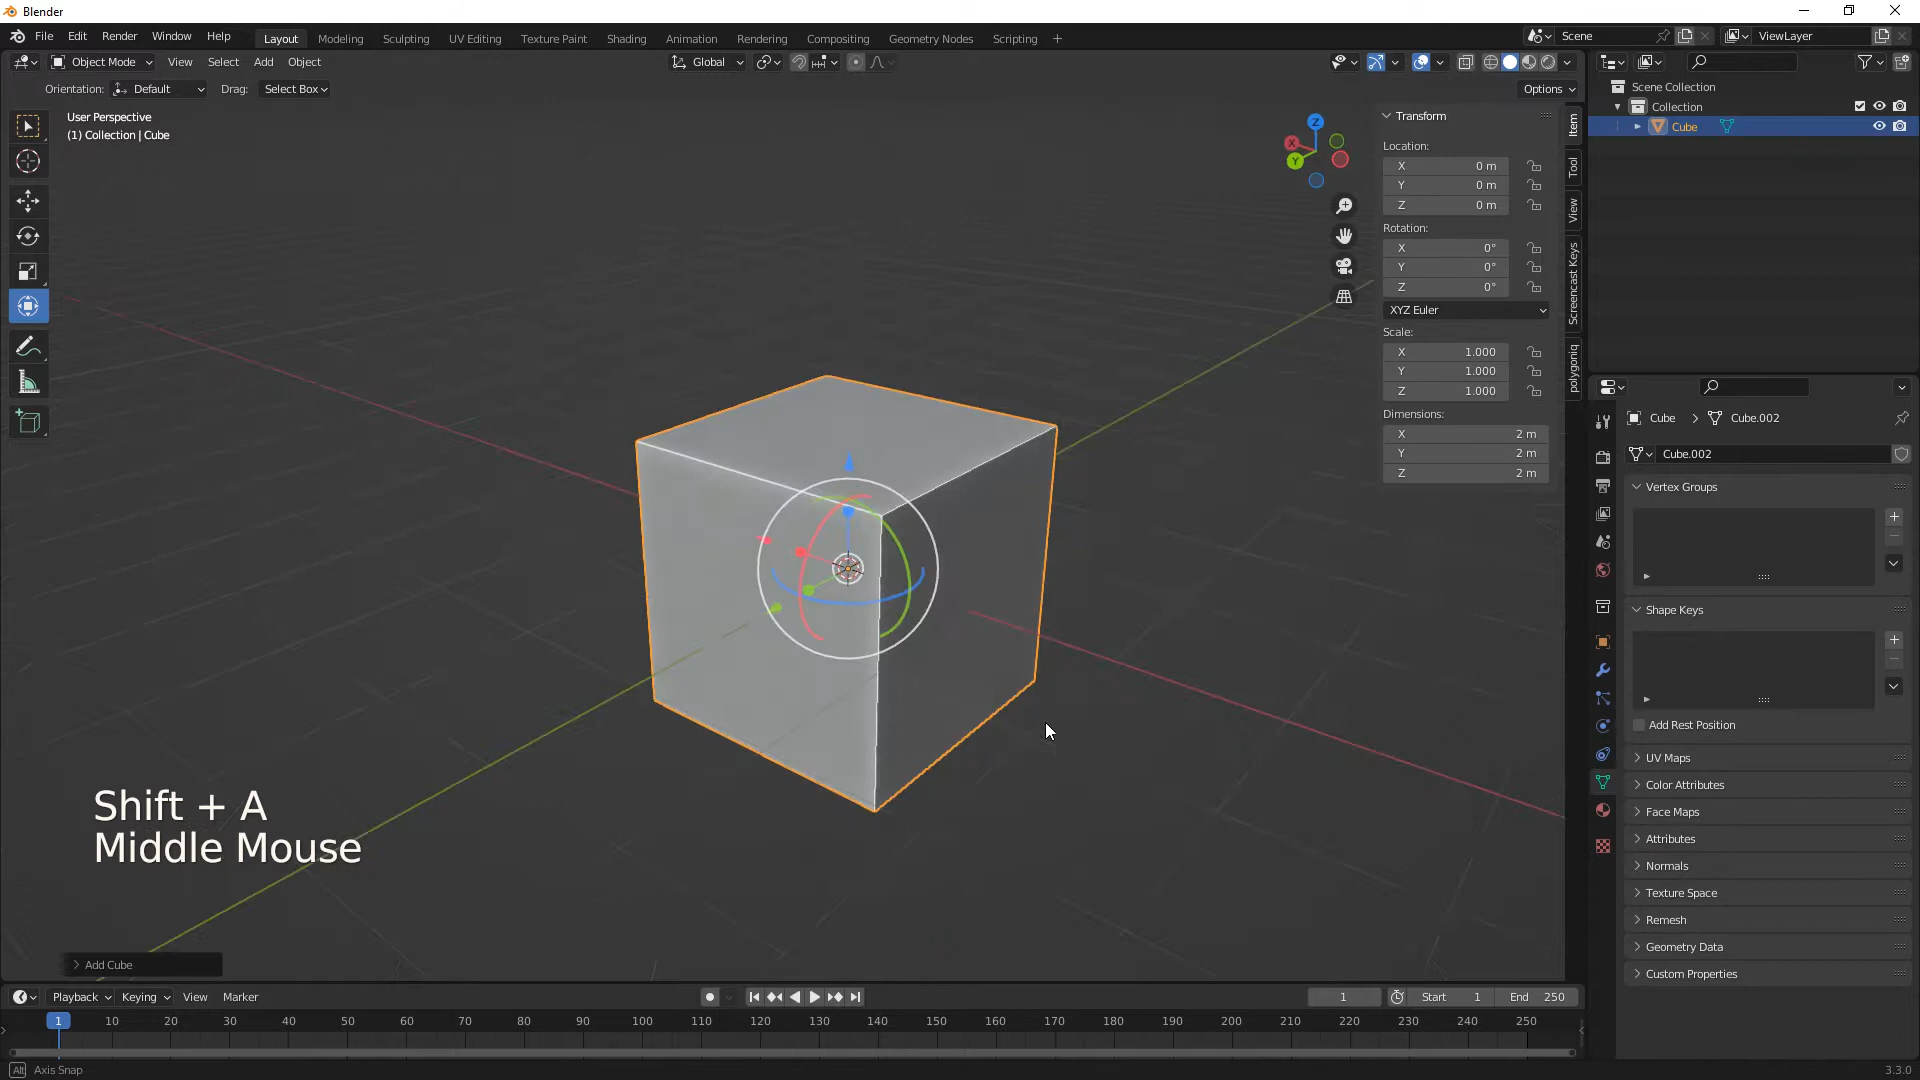 Blender
File Edit Render Window Help
Layout Modeling Sculpting UV Editing Texture Paint Shading Animation Rendering Compositing Geometry Nodes Scripting +
Scene
ViewLayer
Object Mode View Select Add Object
Global
Orientation: Default Drag: Select Box
Options
User Perspective
(1) Collection | Cube
Scene Collection
Collection
Cube
Transform
Location:
X 0 m
Y 0 m
Z 0 m
Rotation:
X 0°
Y 0°
Z 0°
XYZ Euler
Scale:
X 1.000
Y 1.000
Z 1.000
Dimensions:
X 2 m
Y 2 m
Z 2 m
Item
Tool
View
Screencast Keys
polygoniq
Z
X
Y
Cube > Cube.002
Cube.002
Vertex Groups
Shape Keys
Add Rest Position
UV Maps
Color Attributes
Face Maps
Attributes
Normals
Texture Space
Remesh
Geometry Data
Custom Properties
Shift + A
Middle Mouse
Add Cube
Playback Keying View Marker
1
Start 1
End 250
1 10 20 30 40 50 60 70 80 90 100 110 120 130 140 150 160 170 180 190 200 210 220 230 240 250
Alt Axis Snap
3.3.0